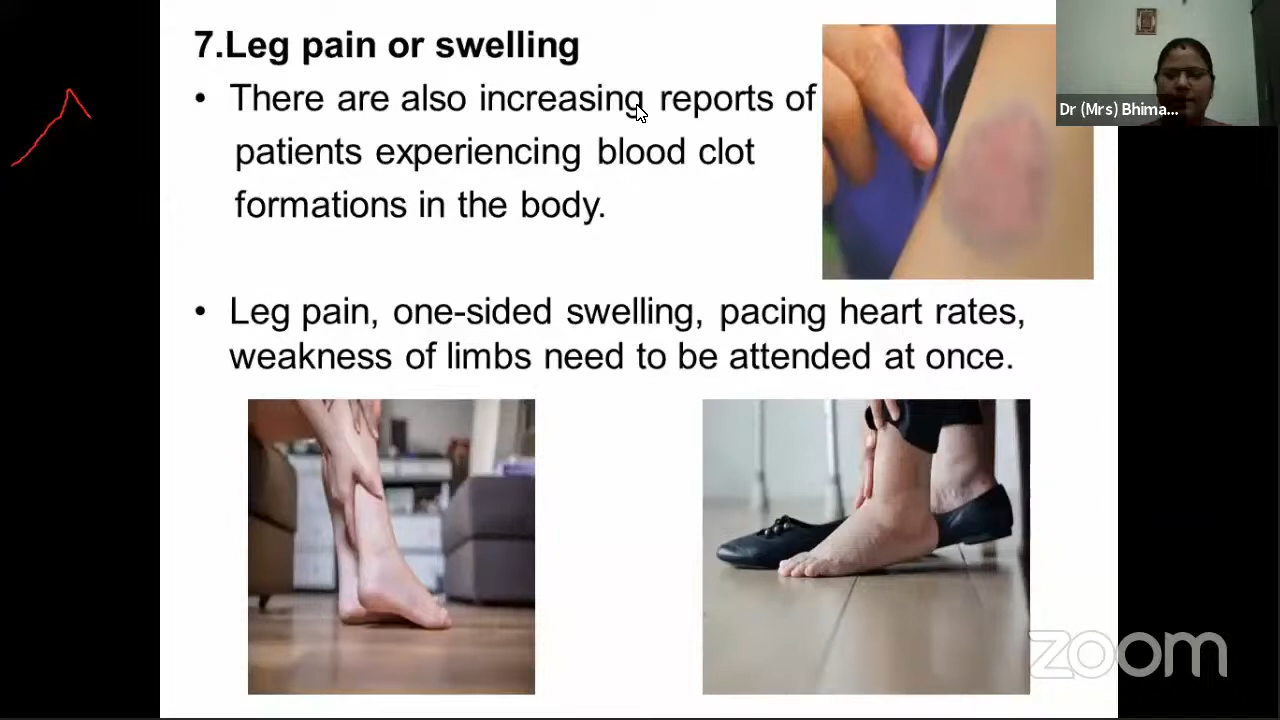 7.Leg pain or swelling
• There are also increasing reports of
patients experiencing blood clot
formations in the body.
• Leg pain, one-sided swelling, pacing heart rates,
weakness of limbs need to be attended at once.
Dr (Mrs) Bhima...
zoom